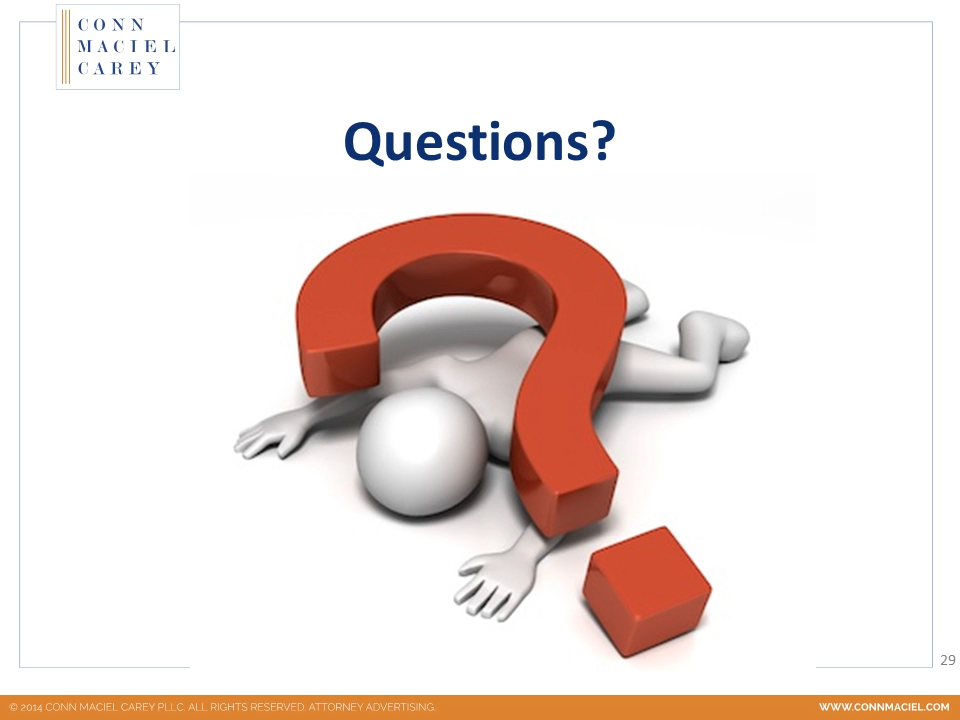 CONN
MACIEL
CAREY
Questions?
29
© 2014 CONN MACIEL CAREY PLLC. ALL RIGHTS RESERVED. ATTORNEY ADVERTISING.
WWW.CONNMACIEL.COM